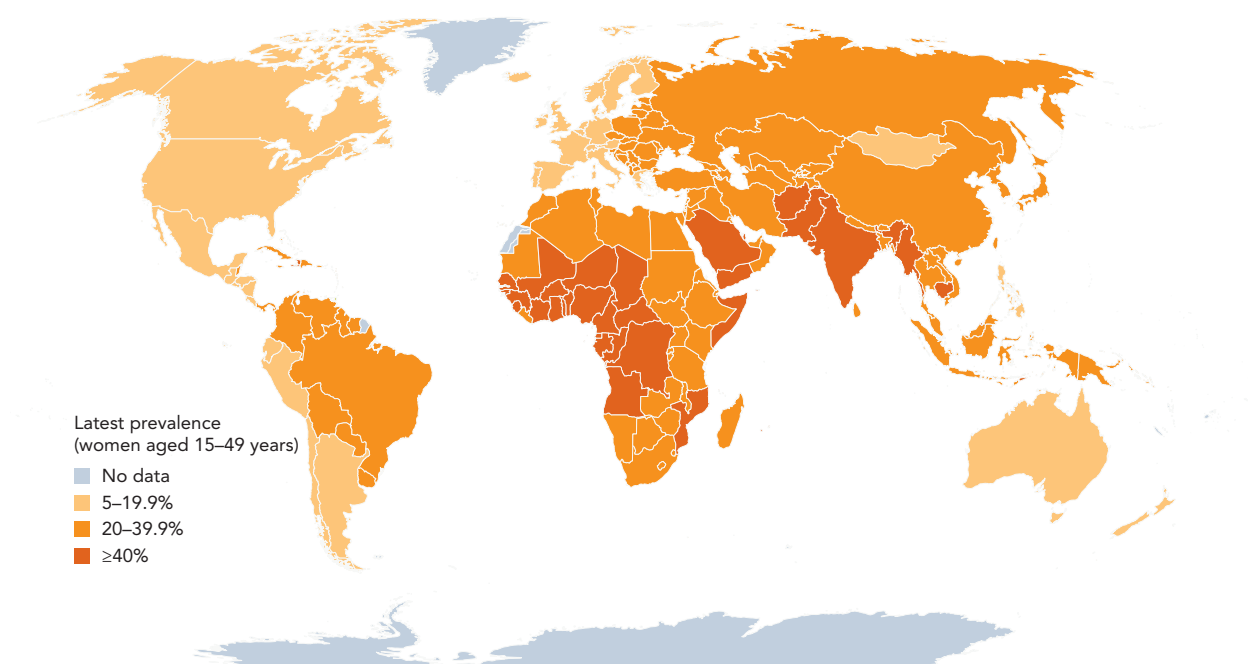 Latest prevalence
(women aged 15–49 years)
No data
5–19.9%
20–39.9%
≥40%